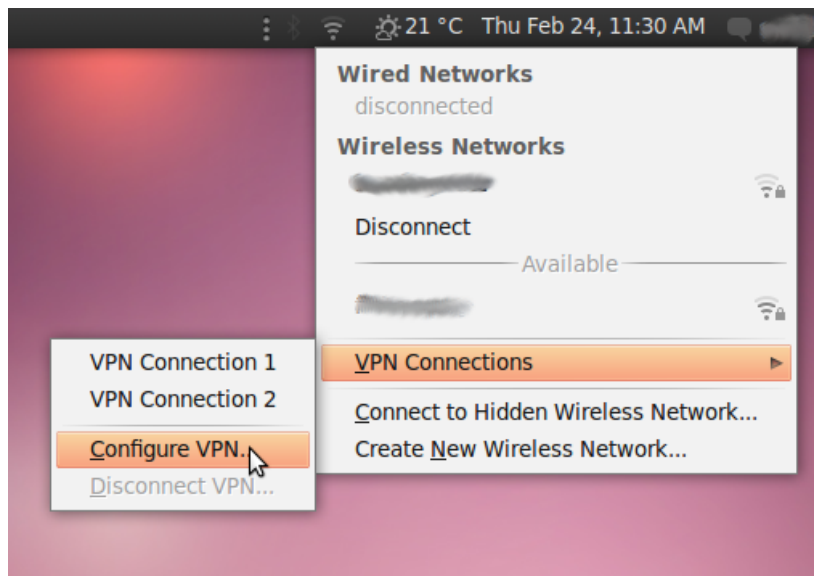 21 °C Thu Feb 24, 11:30 AM
Wired Networks
disconnected
Wireless Networks
Disconnect
Available
VPN Connections
Connect to Hidden Wireless Network...
Create New Wireless Network...
VPN Connection 1
VPN Connection 2
Configure VPN...
Disconnect VPN...